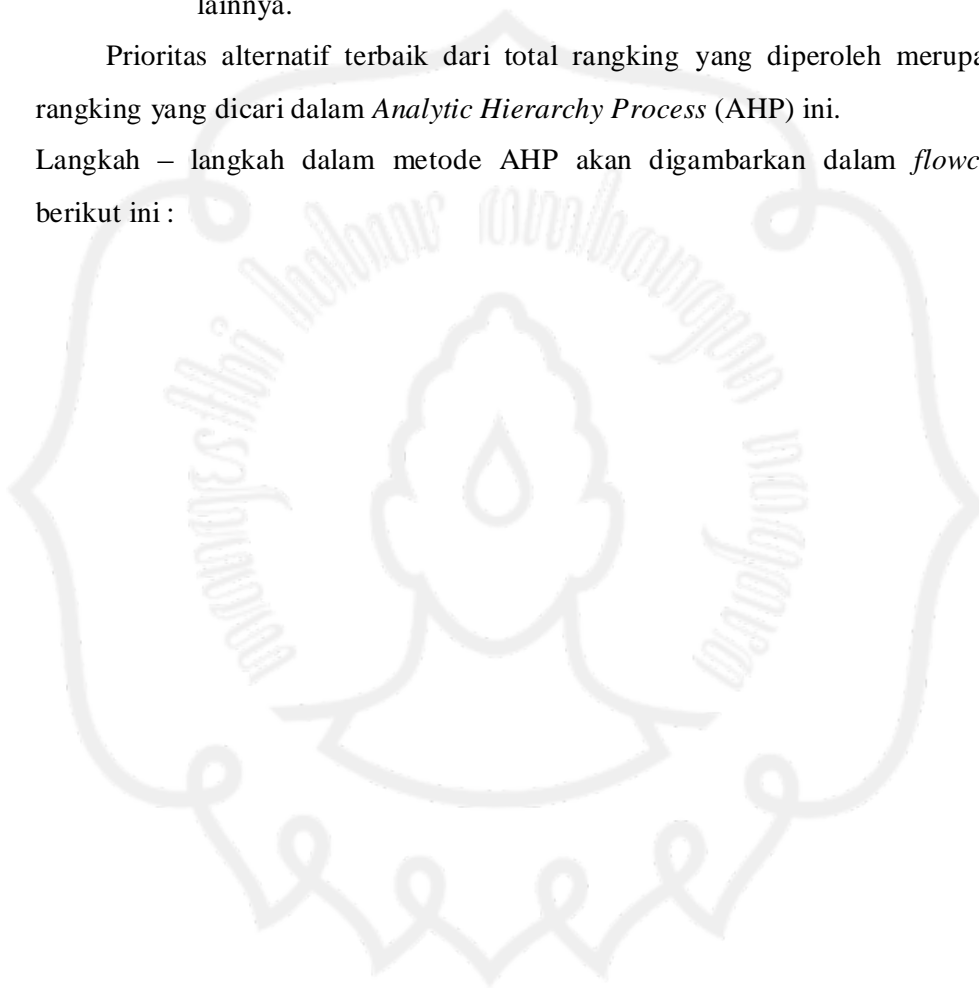 lainnya.
Prioritas alternatif terbaik dari total rangking yang diperoleh merupa
rangking yang dicari dalam Analytic Hierarchy Process (AHP) ini.
Langkah – langkah dalam metode AHP akan digambarkan dalam flowc
berikut ini :